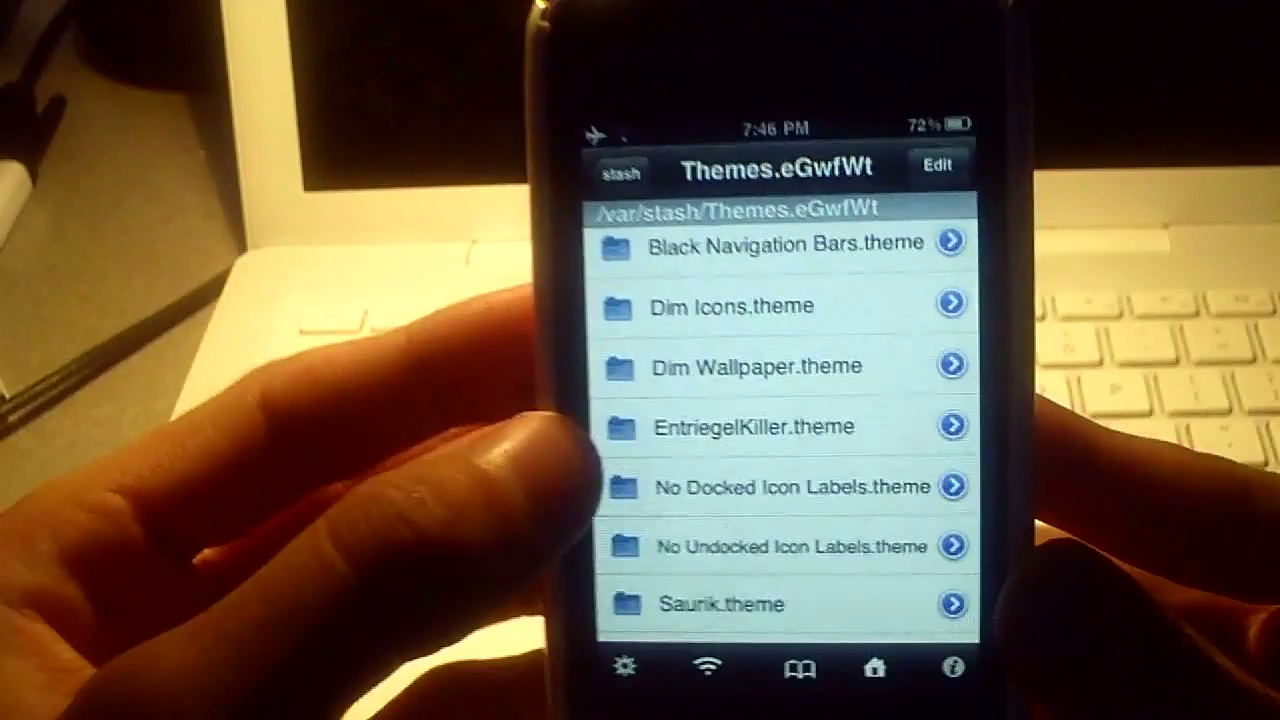 7:46 PM
72%
stash
Themes.eGwfWt
Edit
/var/stash/Themes.eGwfWt
Black Navigation Bars.theme
Dim Icons.theme
Dim Wallpaper.theme
EntriegelKiller.theme
No Docked Icon Labels.theme
No Undocked Icon Labels.theme
Saurik.theme